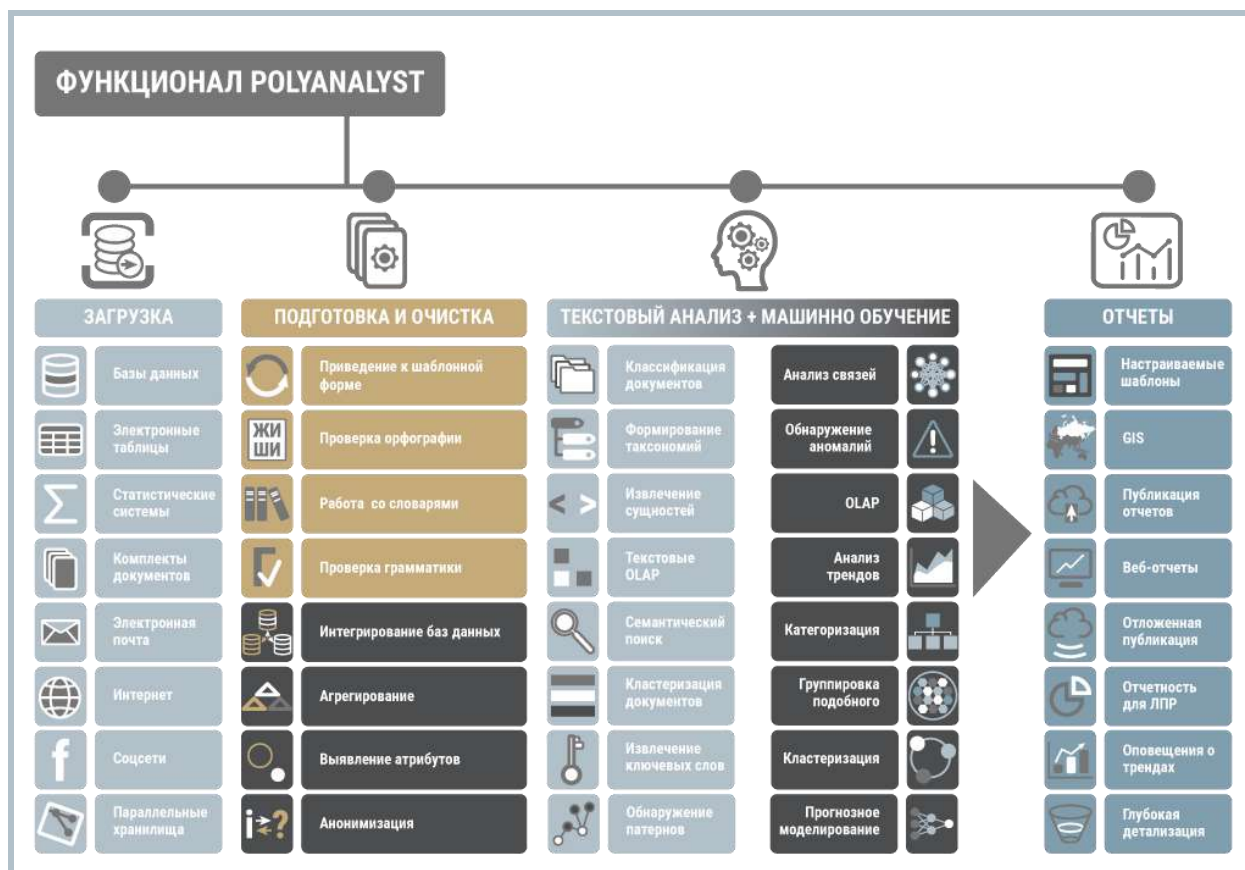 ФУНКЦИОНАЛ POLYANALYST
ЗАГРУЗКА
Базы данных
Электронные
таблицы
Статистические
системы
Комплекты
документов
Электронная
почта
Интернет
f
Соцсети
Параллельные
хранилища
ПОДГОТОВКА И ОЧИСТКА
Приведение к шаблонной
форме
ЖИ
ШИ
Проверка орфографии
Работа со словарями
Проверка грамматики
Интегрирование баз данных
Агрегирование
Выявление атрибутов
Анонимизация
ТЕКСТОВЫЙ АНАЛИЗ + МАШИННО ОБУЧЕНИЕ
Классификация
документов
Формирование
таксономий
Извлечение
сущностей
Текстовые
OLAP
Семантический
поиск
Кластеризация
документов
Извлечение
ключевых слов
Обнаружение
патернов
Анализ связей
Обнаружение
аномалий
OLAP
Анализ
трендов
Категоризация
Группировка
подобного
Кластеризация
Прогнозное
моделирование
ОТЧЕТЫ
Настраиваемые
шаблоны
GIS
Публикация
отчетов
Веб-отчеты
Отложенная
публикация
Отчетность
для ЛПР
Оповещения о
трендах
Глубокая
детализация